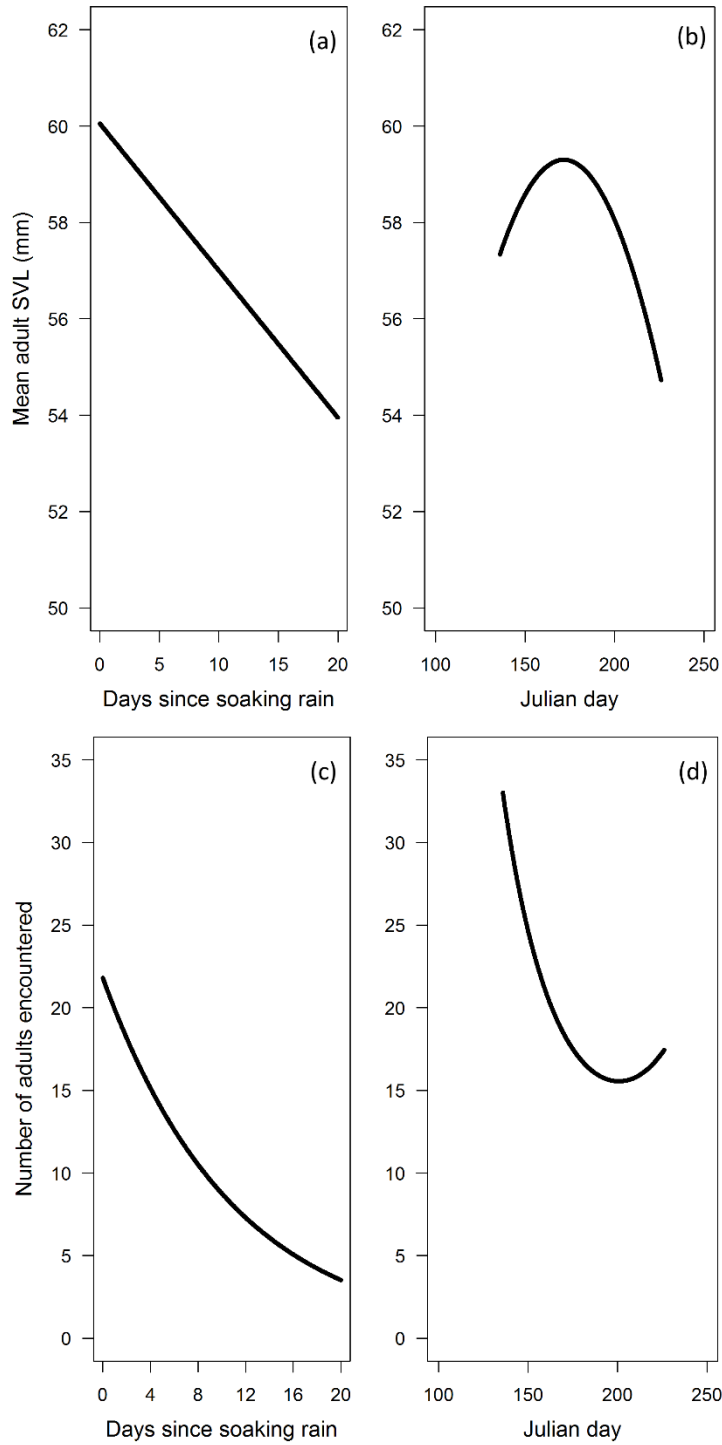 (a)
62
60
58
56
54
52
50
Mean adult SVL (mm)
0 5 10 15 20
Days since soaking rain
(b)
62
60
58
56
54
52
50
100 150 200 250
Julian day
(c)
35
30
25
20
15
10
5
0
Number of adults encountered
0 4 8 12 16 20
Days since soaking rain
(d)
35
30
25
20
15
10
5
0
100 150 200 250
Julian day